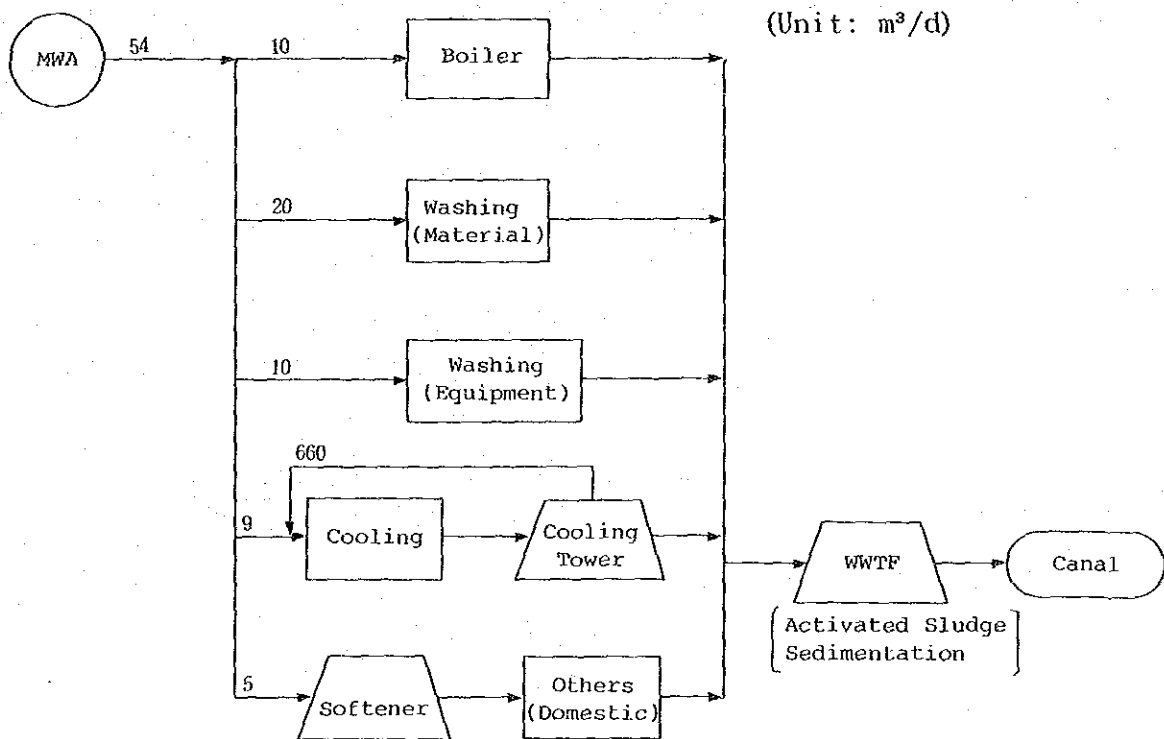 (Unit: m³/d)
MWA
54
10
Boiler
20
Washing
(Material)
10
Washing
(Equipment)
660
9
Cooling
Cooling
Tower
WWTF
Canal
Activated Sludge
Sedimentation
5
Softener
Others
(Domestic)